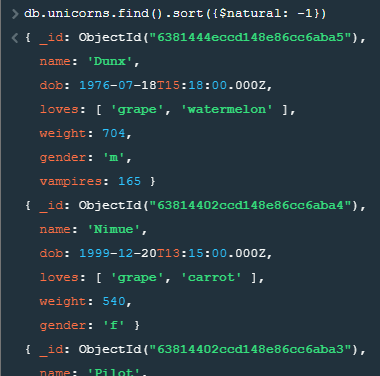 > db.unicorns.find().sort({$natural: -1})
< { _id: ObjectId("6381444eccd148e86cc6aba5"),
name: 'Dunx',
dob: 1976-07-18T15:18:00.000Z,
loves: [ 'grape', 'watermelon' ],
weight: 704,
gender: 'm',
vampires: 165 }
{ _id: ObjectId("63814402ccd148e86cc6aba4"),
name: 'Nimue',
dob: 1999-12-20T13:15:00.000Z,
loves: [ 'grape', 'carrot' ],
weight: 540,
gender: 'f' }
{ _id: ObjectId("63814402ccd148e86cc6aba3"),
name: 'Pilot',